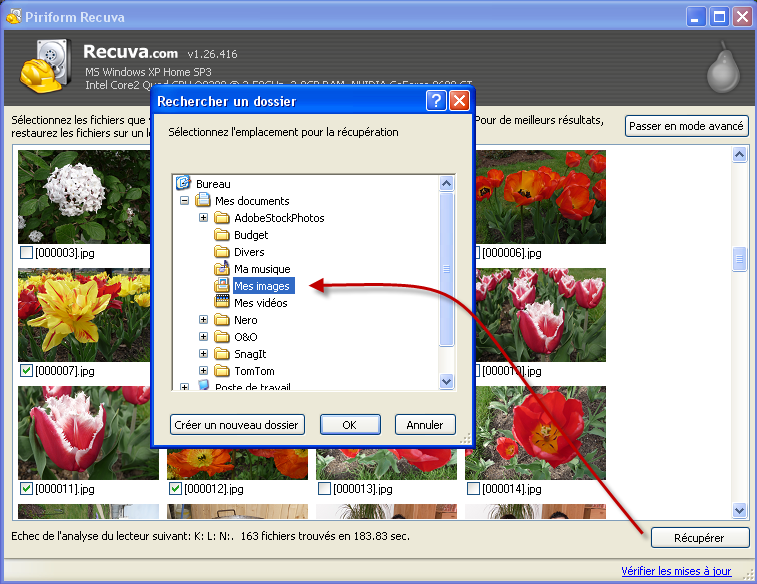 Piriform Recuva
Recuva.com v1.26.416
MS Windows XP Home SP3
Intel Core2 Quad CPU
Rechercher un dossier
Sélectionnez l'emplacement pour la récupération
Sélectionnez les fichiers que Pour de meilleurs résultats,
restaurez les fichiers sur un
Passer en mode avancé
Bureau
Mes documents
AdobeStockPhotos
Budget
Divers
Ma musique
Mes images
Mes vidéos
Nero
O&O
SnagIt
TomTom
Poste de travail
Créer un nouveau dossier OK Annuler
[000003].jpg [000006].jpg
[000007].jpg [000010].jpg
[000011].jpg [000012].jpg [000013].jpg [000014].jpg
Echec de l'analyse du lecteur suivant: K: L: N:. 163 fichiers trouvés en 183.83 sec.
Récupérer
Vérifier les mises à jour